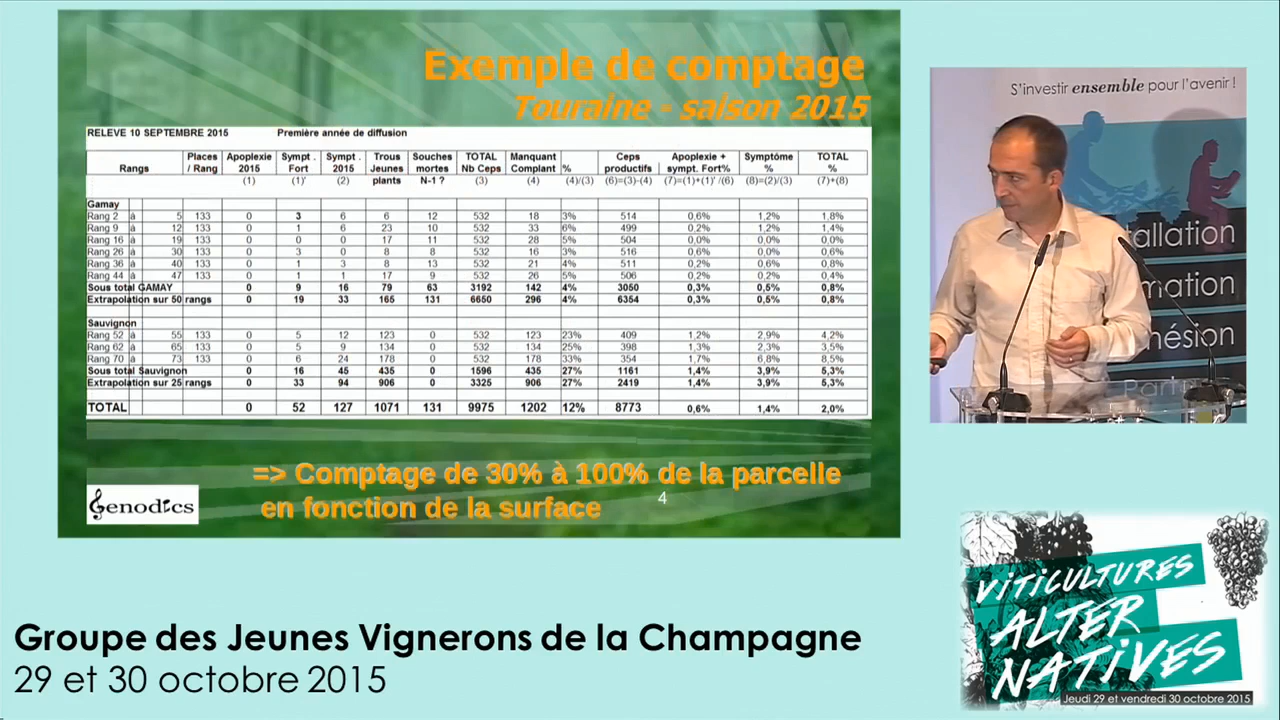 Exemple de comptage
Touraine - saison 2015
RELEVE 10 SEPTEMBRE 2015 Première année de diffusion
Rangs Places / Rang Apoplexie 2015 Sympt . Fort Sympt . 2015 Trous Jeunes plants Souches mortes N-1 ? TOTAL Nb Ceps Manquant Complant % Ceps productifs Apoplexie + sympt. Fort% Symptôme % TOTAL %
(1) (1)' (2) (3) (4) (4)/(3) (6)=(3)-(4) (7)=(1)+(1)' /(6) (8)=(2)/(3) (7)+(8)
Gamay
Rang 2 à 5 133 0 3 6 6 12 532 18 3% 514 0,6% 1,2% 1,8%
Rang 9 à 12 133 0 1 6 23 10 532 33 6% 499 0,2% 1,2% 1,4%
Rang 16 à 19 133 0 0 0 17 11 532 28 5% 504 0,0% 0,0% 0,0%
Rang 26 à 30 133 0 3 0 8 8 532 16 3% 516 0,6% 0,0% 0,6%
Rang 36 à 40 133 0 1 3 8 13 532 21 4% 511 0,2% 0,6% 0,8%
Rang 44 à 47 133 0 1 1 17 9 532 26 5% 506 0,2% 0,2% 0,4%
Sous total GAMAY 0 9 16 79 63 3192 142 4% 3050 0,3% 0,5% 0,8%
Extrapolation sur 50 rangs 0 19 33 165 131 6650 296 4% 6354 0,3% 0,5% 0,8%
Sauvignon
Rang 52 à 55 133 0 5 12 123 0 532 123 23% 409 1,2% 2,9% 4,2%
Rang 62 à 65 133 0 5 9 134 0 532 134 25% 398 1,3% 2,3% 3,5%
Rang 70 à 73 133 0 6 24 178 0 532 178 33% 354 1,7% 6,8% 8,5%
Sous total Sauvignon 0 16 45 435 0 1596 435 27% 1161 1,4% 3,9% 5,3%
Extrapolation sur 25 rangs 0 33 94 906 0 3325 906 27% 2419 1,4% 3,9% 5,3%
TOTAL 0 52 127 1071 131 9975 1202 12% 8773 0,6% 1,4% 2,0%
=> Comptage de 30% à 100% de la parcelle
en fonction de la surface
4
Genodics
S'investir ensemble pour l'avenir !
tallation
mation
hésion
Part
VITICULTURES
ALTER
NATIVES
Jeudi 29 et vendredi 30 octobre 2015
Groupe des Jeunes Vignerons de la Champagne
29 et 30 octobre 2015